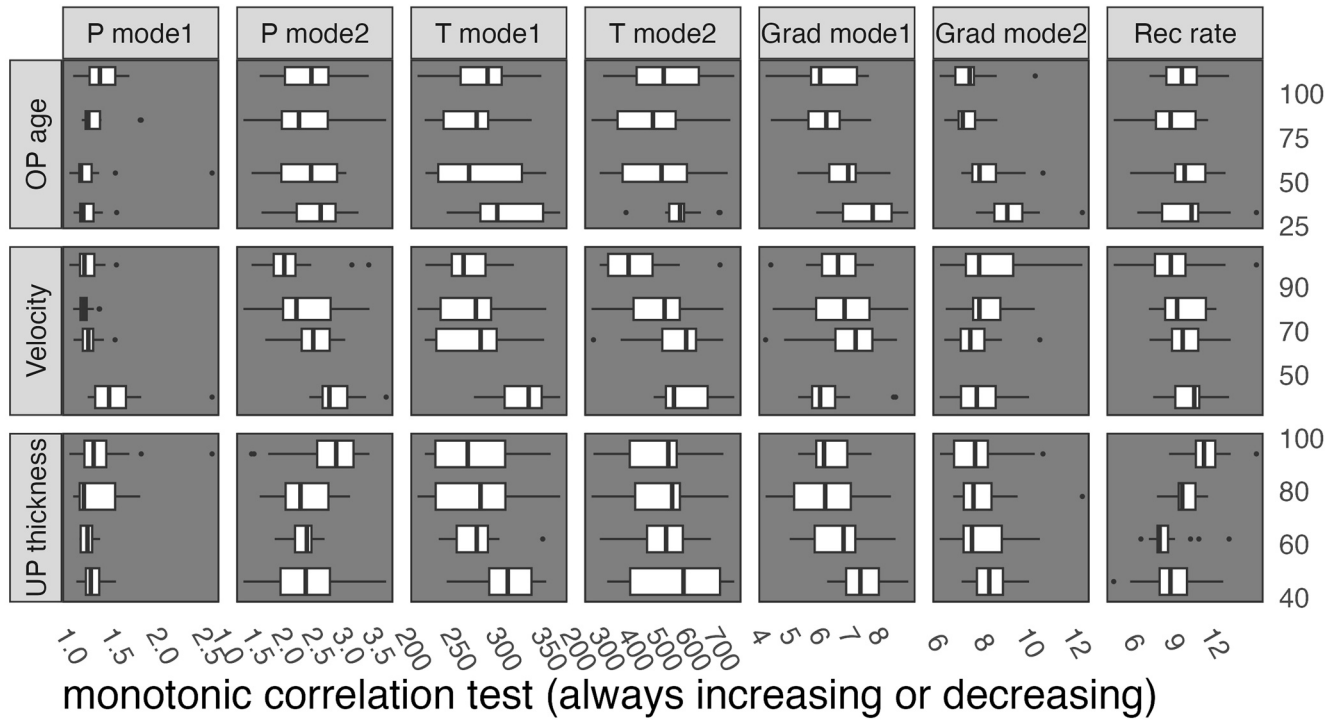 P mode1 P mode2 T mode1 T mode2 Grad mode1 Grad mode2 Rec rate
OP age
100
75
50
25
Velocity
90
70
50
UP thickness
100
80
60
40
1.0 1.5 2.0 2.5 1.0 1.5 2.0 2.5 3.0 3.5 200 250 300 350 200 300 400 500 600 700 4 5 6 7 8 6 8 10 12 6 9 12
monotonic correlation test (always increasing or decreasing)